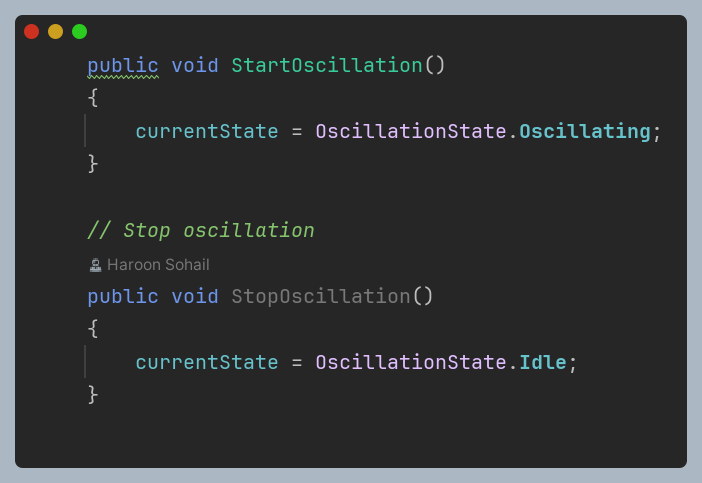 public void StartOscillation()
{
currentState = OscillationState.Oscillating;
}
// Stop oscillation
Haroon Sohail
public void StopOscillation()
{
currentState = OscillationState.Idle;
}